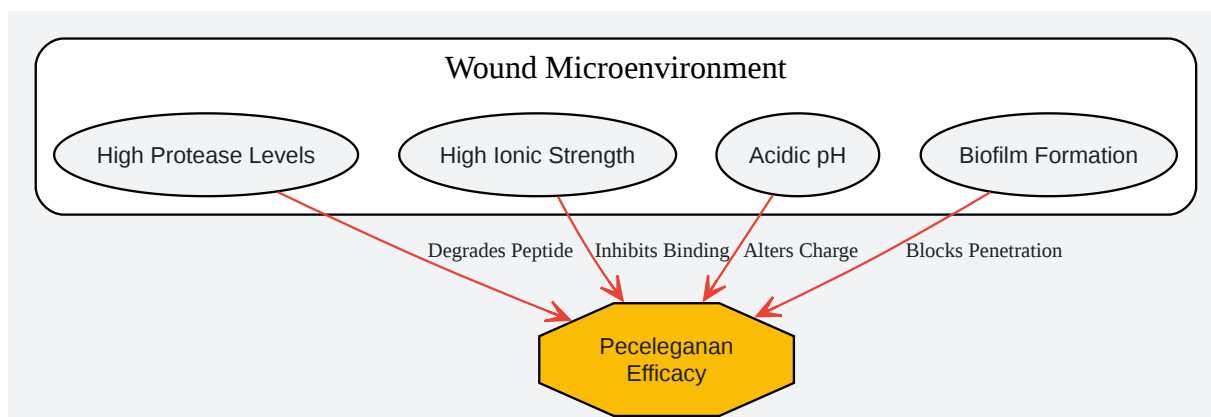 Wound Microenvironment
High Protease Levels
High Ionic Strength
Acidic pH
Biofilm Formation
Degrades Peptide
Inhibits Binding
Alters Charge
Blocks Penetration
Peceleganan
Efficacy